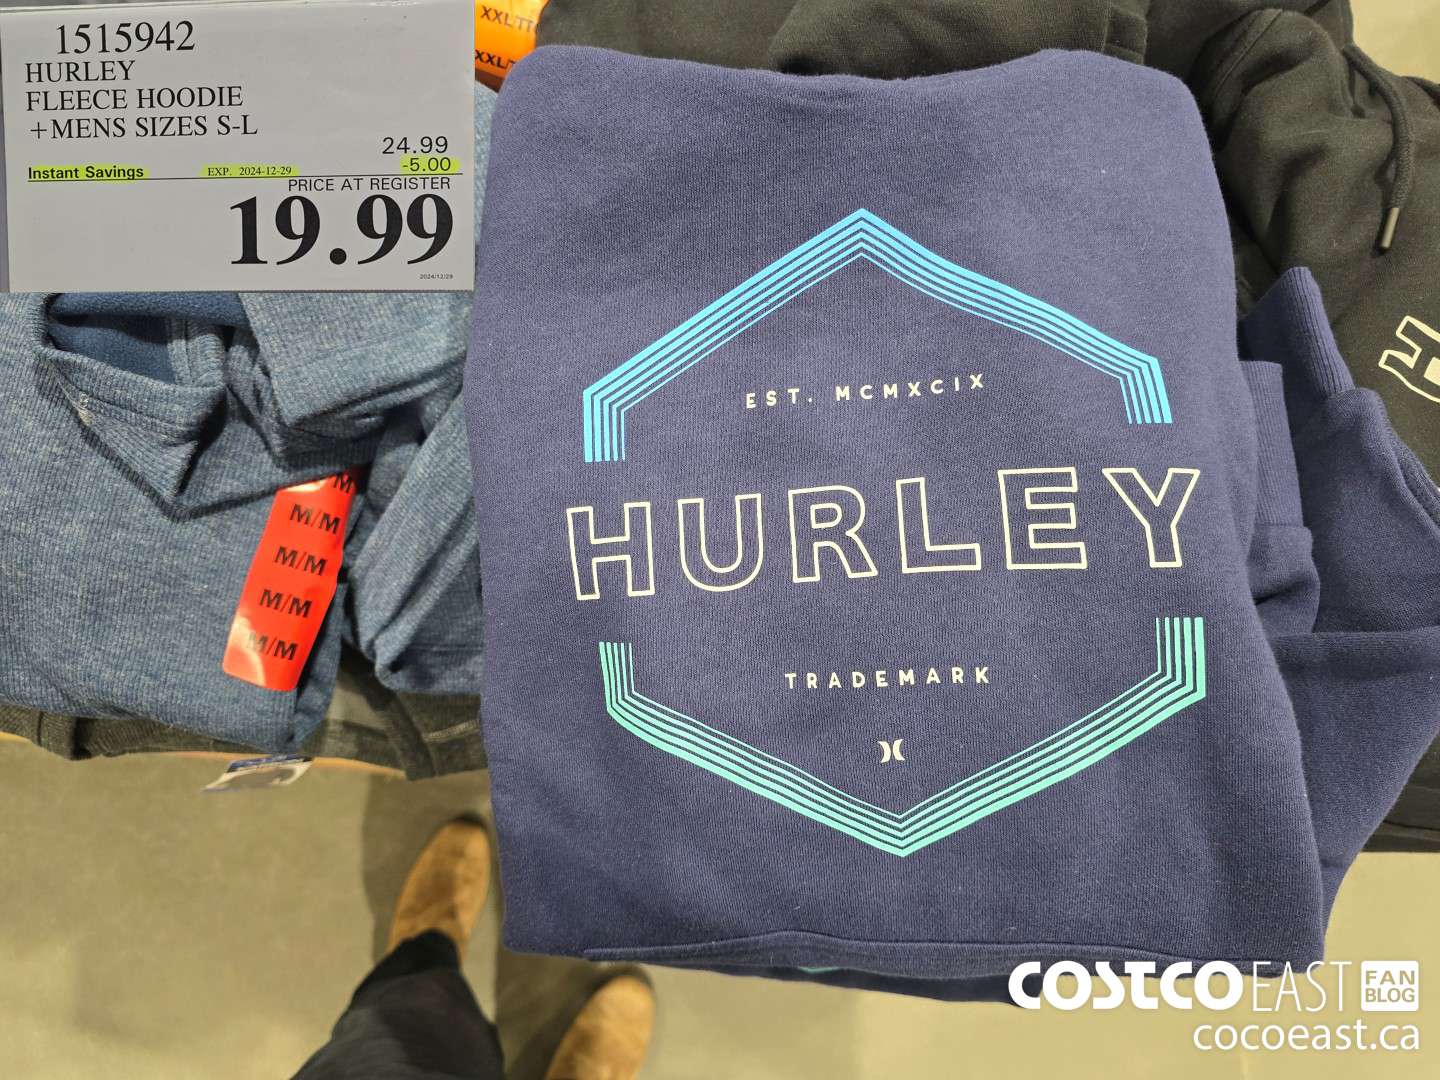 1515942
HURLEY
FLEECE HOODIE
+MENS SIZES S-L
24.99
Instant Savings EXP. 2024-12-29 -5.00
PRICE AT REGISTER
19.99
2024/12/29
XXL/T
M
M/M
M/M
M/M
M/M
EST. MCMXCIX
HURLEY
TRADEMARK
COSTCO EAST FAN BLOG
cocoeast.ca